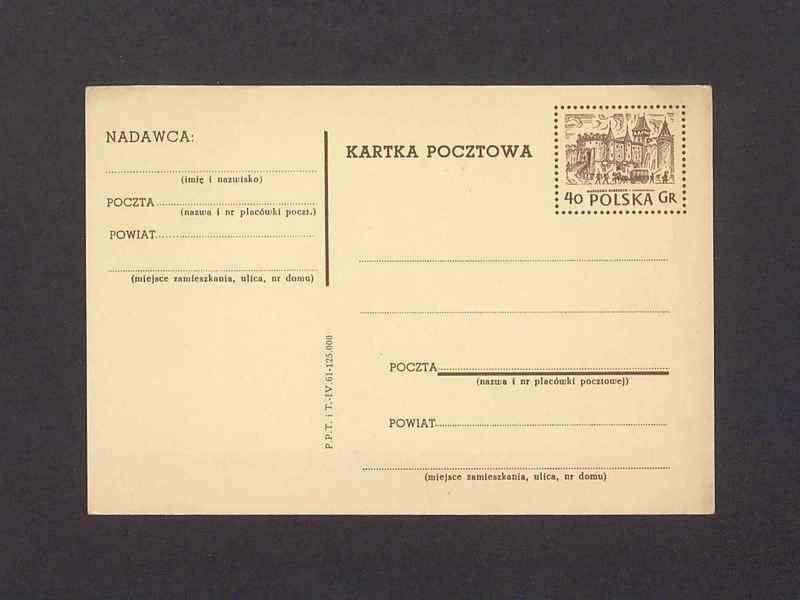 NADAWCA:
(imię i nazwisko)
POCZTA
(nazwa i nr placówki poczt.)
POWIAT
(miejsce zamieszkania, ulica, nr domu)
KARTKA POCZTOWA
40 POLSKA GR
POCZTA
(nazwa i nr placówki pocztowej)
POWIAT
(miejsce zamieszkania, ulica, nr domu)
P.P.T. i T.-IV.61-125.000